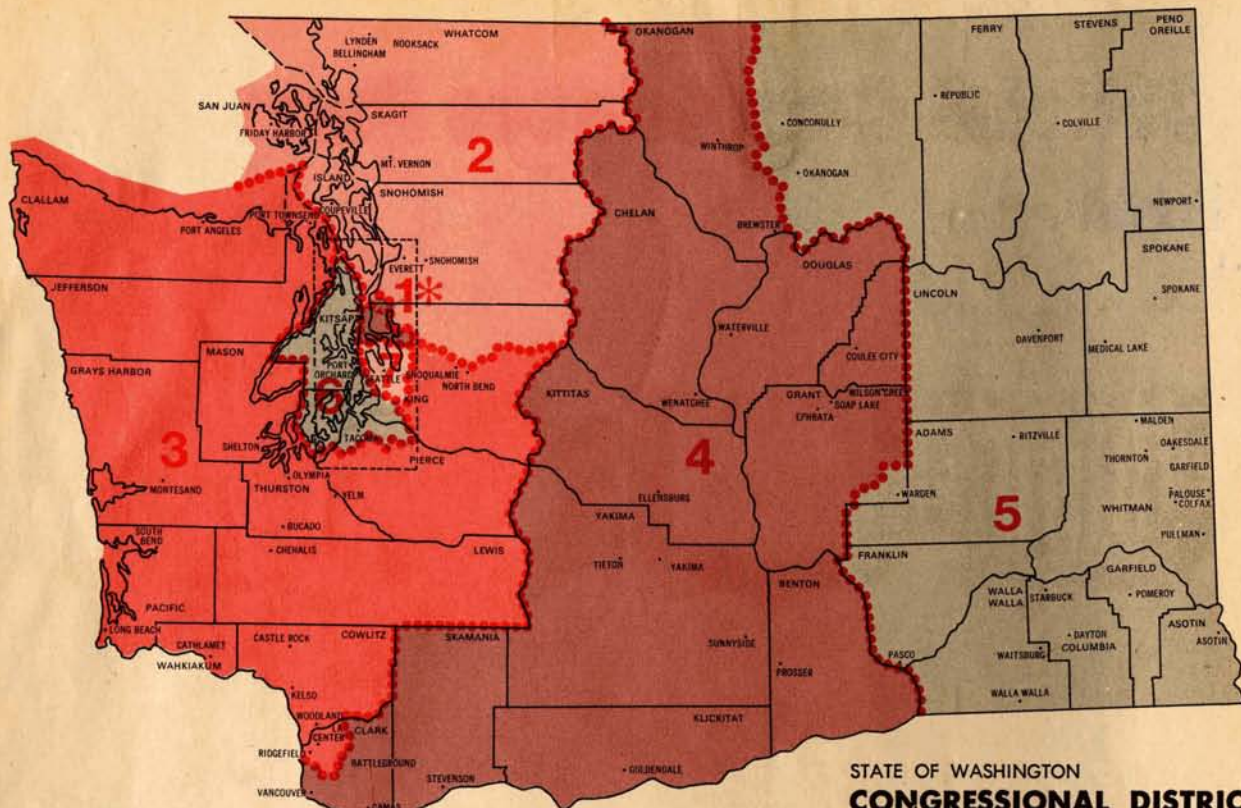 WHATCOM
LYNDEN
NOOKSACK
BELLINGHAM
OKANOGAN
FERRY
STEVENS
PEND
OREILLE
SAN JUAN
FRIDAY HARBOR
SKAGIT
REPUBLIC
COLVILLE
CONCONULLY
2
MT. VERNON
WINTHROP
OKANOGAN
CLALLAM
ISLAND
SNOHOMISH
COUPEVILLE
PORT TOWNSEND
PORT ANGELES
CHELAN
BREWSTER
NEWPORT
EVERETT
SNOHOMISH
DOUGLAS
SPOKANE
JEFFERSON
1*
LINCOLN
SPOKANE
KITSAP
WATERVILLE
DAVENPORT
MEDICAL LAKE
MASON
GRAYS HARBOR
PORT
ORCHARD
SEATTLE
SNOQUALMIE
NORTH BEND
COULEE CITY
6
KING
KITTITAS
WENATCHEE
GRANT
WILSON CREEK
SOAP LAKE
EPHRATA
MALDEN
SHELTON
TACOMA
ADAMS
RITZVILLE
OAKESDALE
THORNTON
GARFIELD
3
PIERCE
4
OLYMPIA
THURSTON
YELM
MONTESANO
ELLENSBURG
WARDEN
5
PALOUSE
COLFAX
WHITMAN
YAKIMA
BUCADO
SOUTH
BEND
CHEHALIS
LEWIS
TIETON
YAKIMA
FRANKLIN
PULLMAN
BENTON
GARFIELD
PACIFIC
WALLA
WALLA
STARBUCK
POMEROY
LONG BEACH
COWLITZ
SKAMANIA
ASOTIN
CATHLAMET
CASTLE ROCK
SUNNYSIDE
DAYTON
COLUMBIA
ASOTIN
WAHKIAKUM
WAITSBURG
PASCO
PROSSER
KELSO
WALLA WALLA
WOODLAND
LA
CENTER
CLARK
KLICKITAT
RIDGEFIELD
BATTLEGROUND
GOLDENDALE
STEVENSON
VANCOUVER
CAMAS
STATE OF WASHINGTON
CONGRESSIONAL DISTRIC